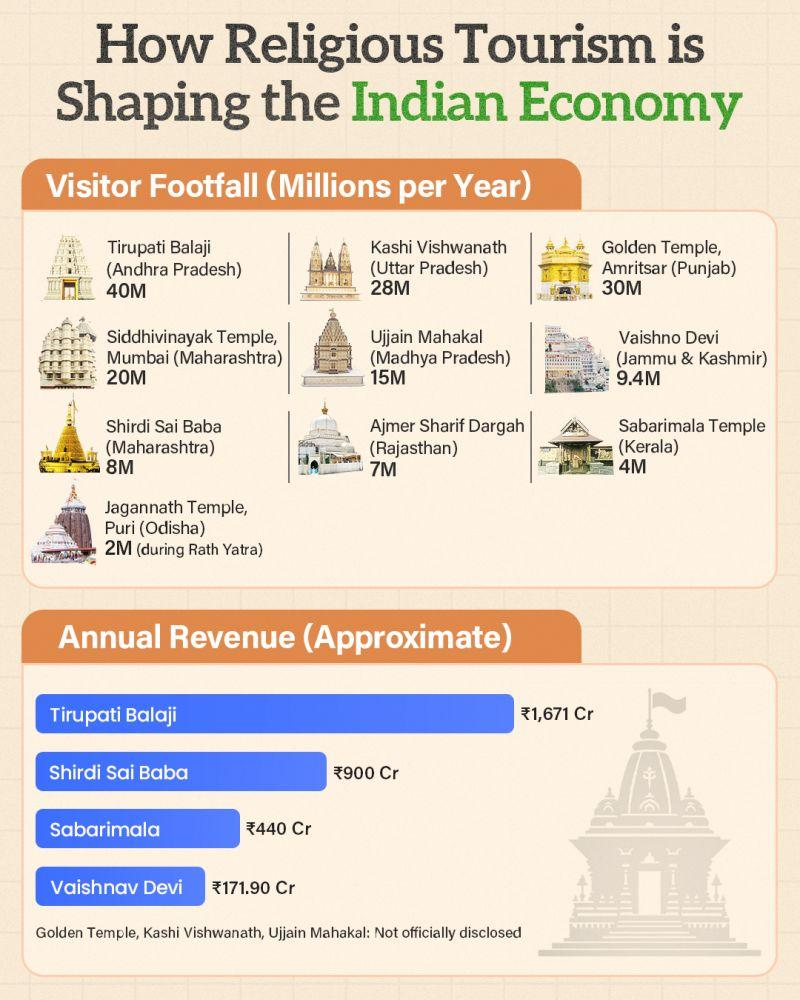 How Religious Tourism is
Shaping the Indian Economy
Visitor Footfall (Millions per Year)
Tirupati Balaji
(Andhra Pradesh)
40M
Kashi Vishwanath
(Uttar Pradesh)
28M
Golden Temple,
Amritsar (Punjab)
30M
Siddhivinayak Temple,
Mumbai (Maharashtra)
20M
Ujjain Mahakal
(Madhya Pradesh)
15M
Vaishno Devi
(Jammu & Kashmir)
9.4M
Shirdi Sai Baba
(Maharashtra)
8M
Ajmer Sharif Dargah
(Rajasthan)
7M
Sabarimala Temple
(Kerala)
4M
Jagannath Temple,
Puri (Odisha)
2M (during Rath Yatra)
Annual Revenue (Approximate)
Tirupati Balaji ₹1,671 Cr
Shirdi Sai Baba ₹900 Cr
Sabarimala ₹440 Cr
Vaishnav Devi ₹171.90 Cr
Golden Temple, Kashi Vishwanath, Ujjain Mahakal: Not officially disclosed